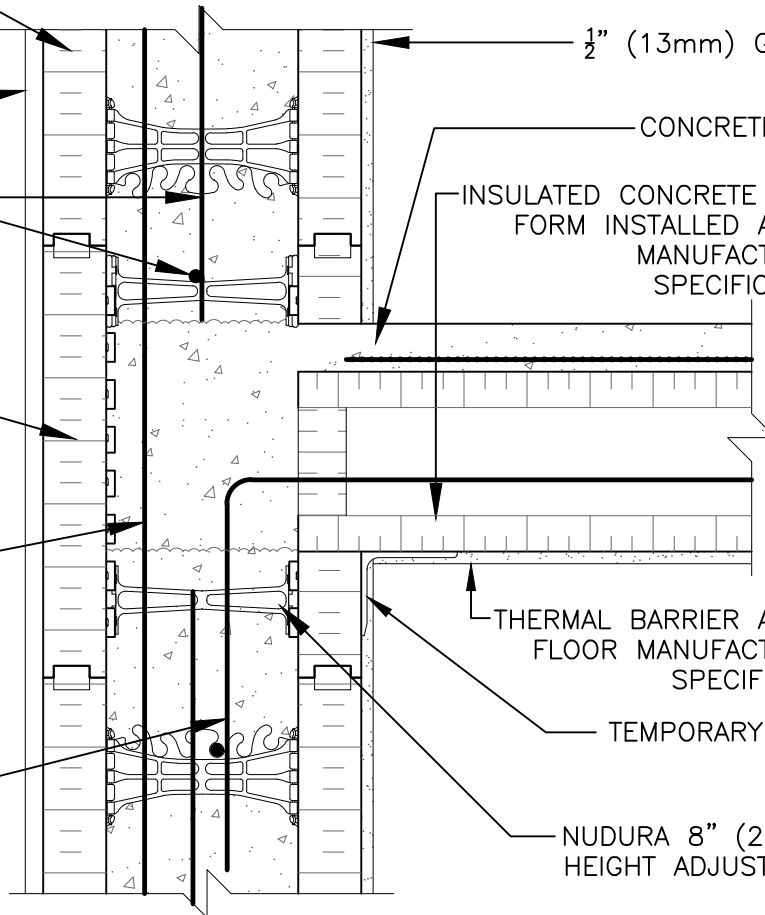 ½” (13mm) G
CONCRETE
INSULATED CONCRETE
FORM INSTALLED A
MANUFACT
SPECIFIC
THERMAL BARRIER A
FLOOR MANUFACT
SPECIF
TEMPORARY
NUDURA 8” (2
HEIGHT ADJUST